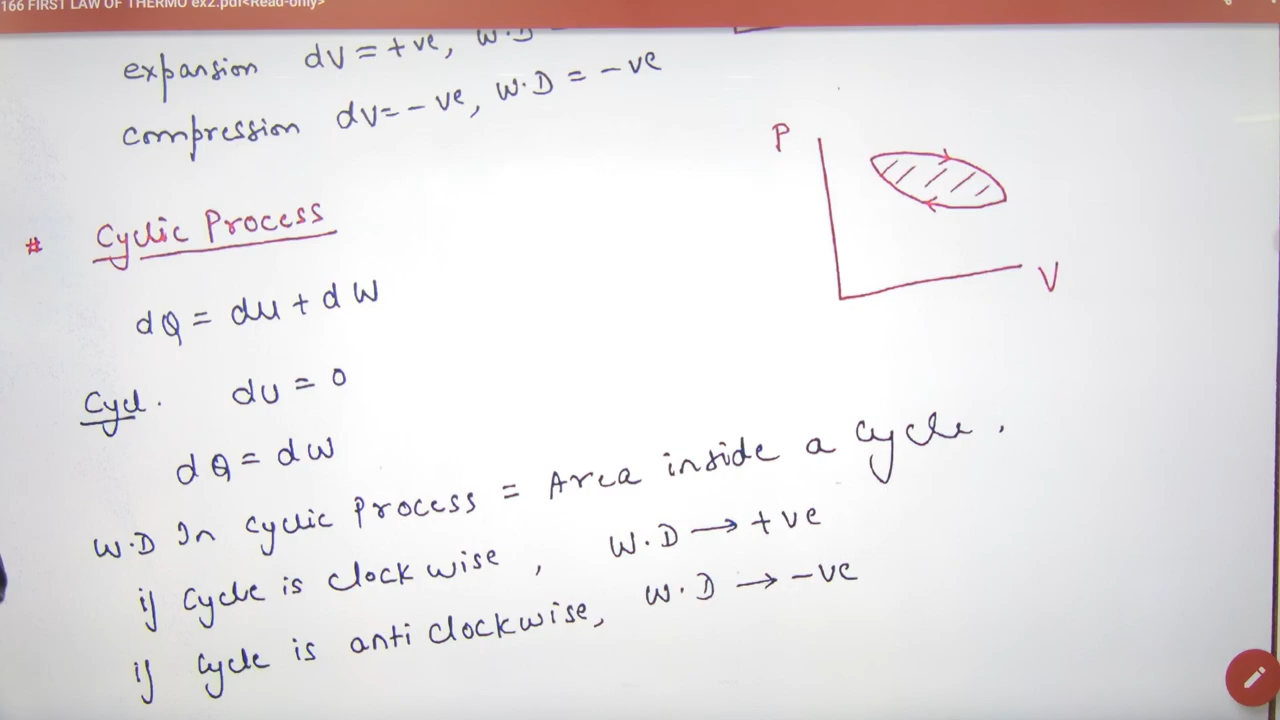 166 FIRST LAW OF THERMO ex2.pdf<Read-only>
expansion dV = +ve, W.D
compression dV= - ve, W.D = -ve
P
# Cyclic Process
V
dQ = du + dW
Cycl. dU = 0
dQ = dW
W.D In cyclic Process = Area inside a cycle.
if cycle is clockwise, W.D → +ve
if cycle is anti clockwise, W.D → -ve